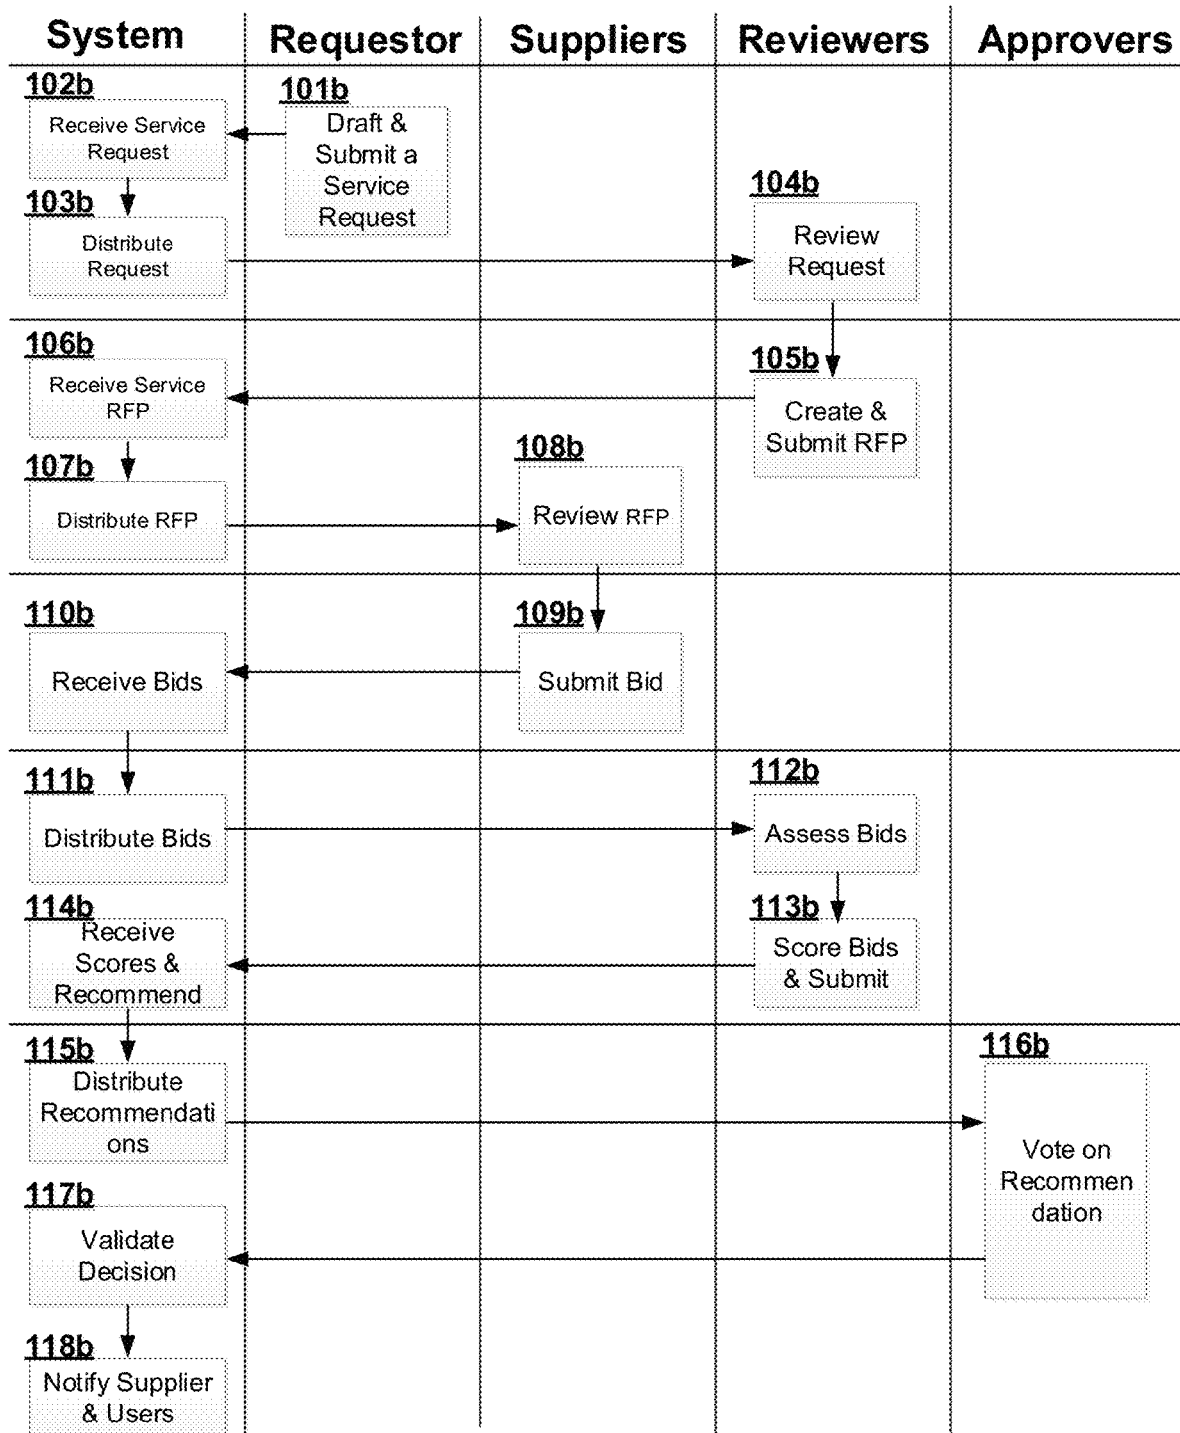 System Requestor Suppliers Reviewers Approvers
102b
Receive Service
Request
101b
Draft &
Submit a
Service
Request
103b
Distribute
Request
104b
Review
Request
106b
Receive Service
RFP
105b
Create &
Submit RFP
107b
Distribute RFP
108b
Review RFP
110b
Receive Bids
109b
Submit Bid
111b
Distribute Bids
112b
Assess Bids
114b
Receive
Scores &
Recommend
113b
Score Bids
& Submit
115b
Distribute
Recommendati
ons
116b
Vote on
Recommen
dation
117b
Validate
Decision
118b
Notify Supplier
& Users